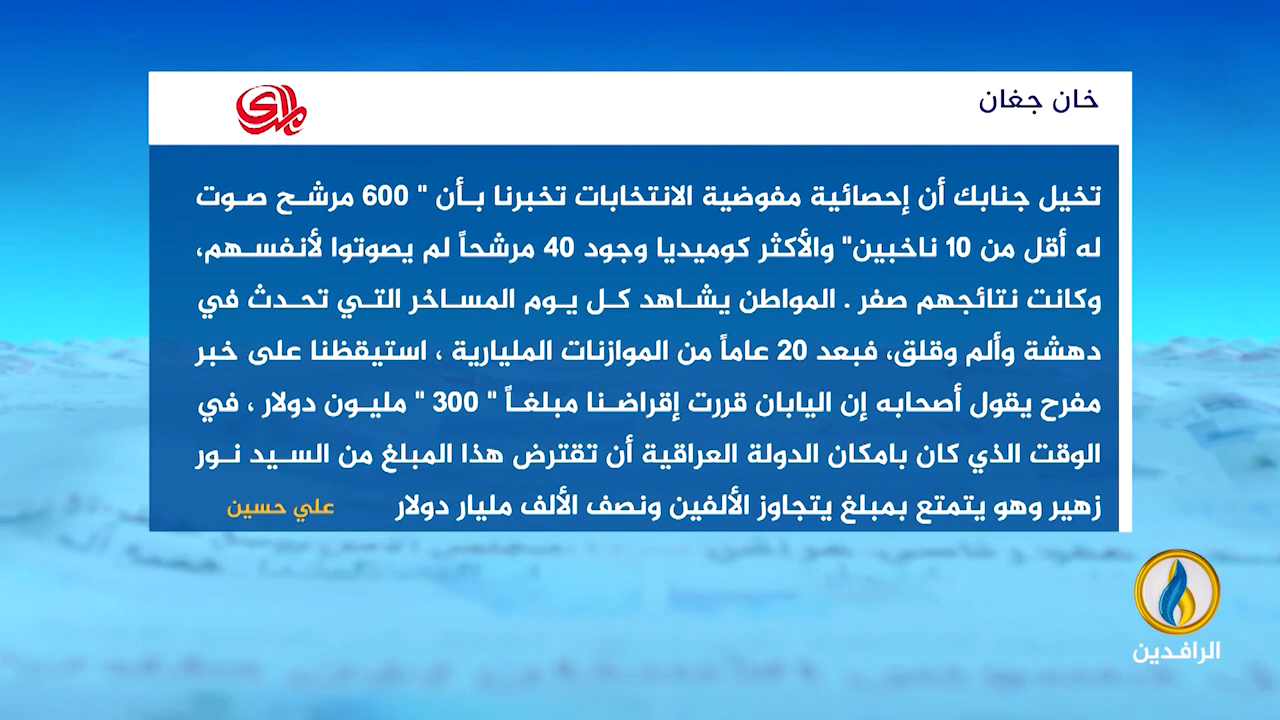 خان جغان
المدى
تخيل جنابك أن إحصائية مفوضية الانتخابات تخبرنا بـأن " 600 مرشـح صـوت
له أقل من 10 ناخبين" والأكثر كوميديا وجود 40 مرشحاً لم يصوتوا لأنفسـهم،
وكانت نتائجهم صفر . المواطن يشـاهد كـل يـوم المسـاخر التـي تحـدث في
دهشة وألم وقلق، فبعد 20 عاماً من الموازنات المليارية ، استيقظنا على خبر
مفرح يقول أصحابه إن اليابان قررت إقراضـنا مبلغـاً " 300 " مليـون دولار ، في
الوقت الذي كان بامكان الدولة العراقية أن تقترض هذا المبلغ من السـيد نـور
زهير وهو يتمتع بمبلغ يتجاوز الألفين ونصف الألف مليار دولار
علي حسين
الرافدين